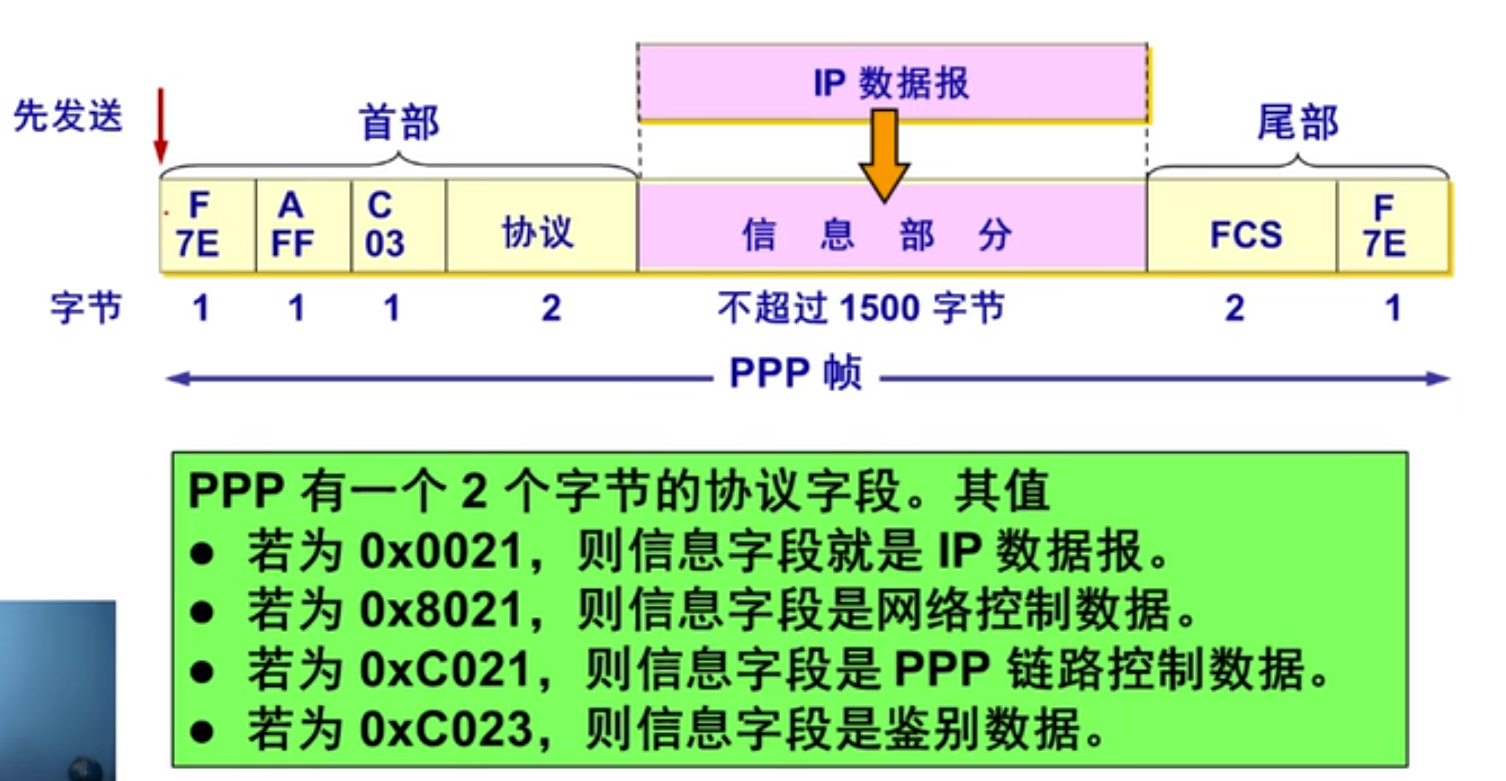 IP 数据报
先发送
首部
尾部
F
7E
A
FF
C
03
协议
信 息 部 分
FCS
F
7E
字节 1 1 1 2 不超过 1500 字节 2 1
PPP 帧
PPP 有一个 2 个字节的协议字段。其值
● 若为 0x0021，则信息字段就是 IP 数据报。
● 若为 0x8021，则信息字段是网络控制数据。
● 若为 0xC021，则信息字段是 PPP 链路控制数据。
● 若为 0xC023，则信息字段是鉴别数据。